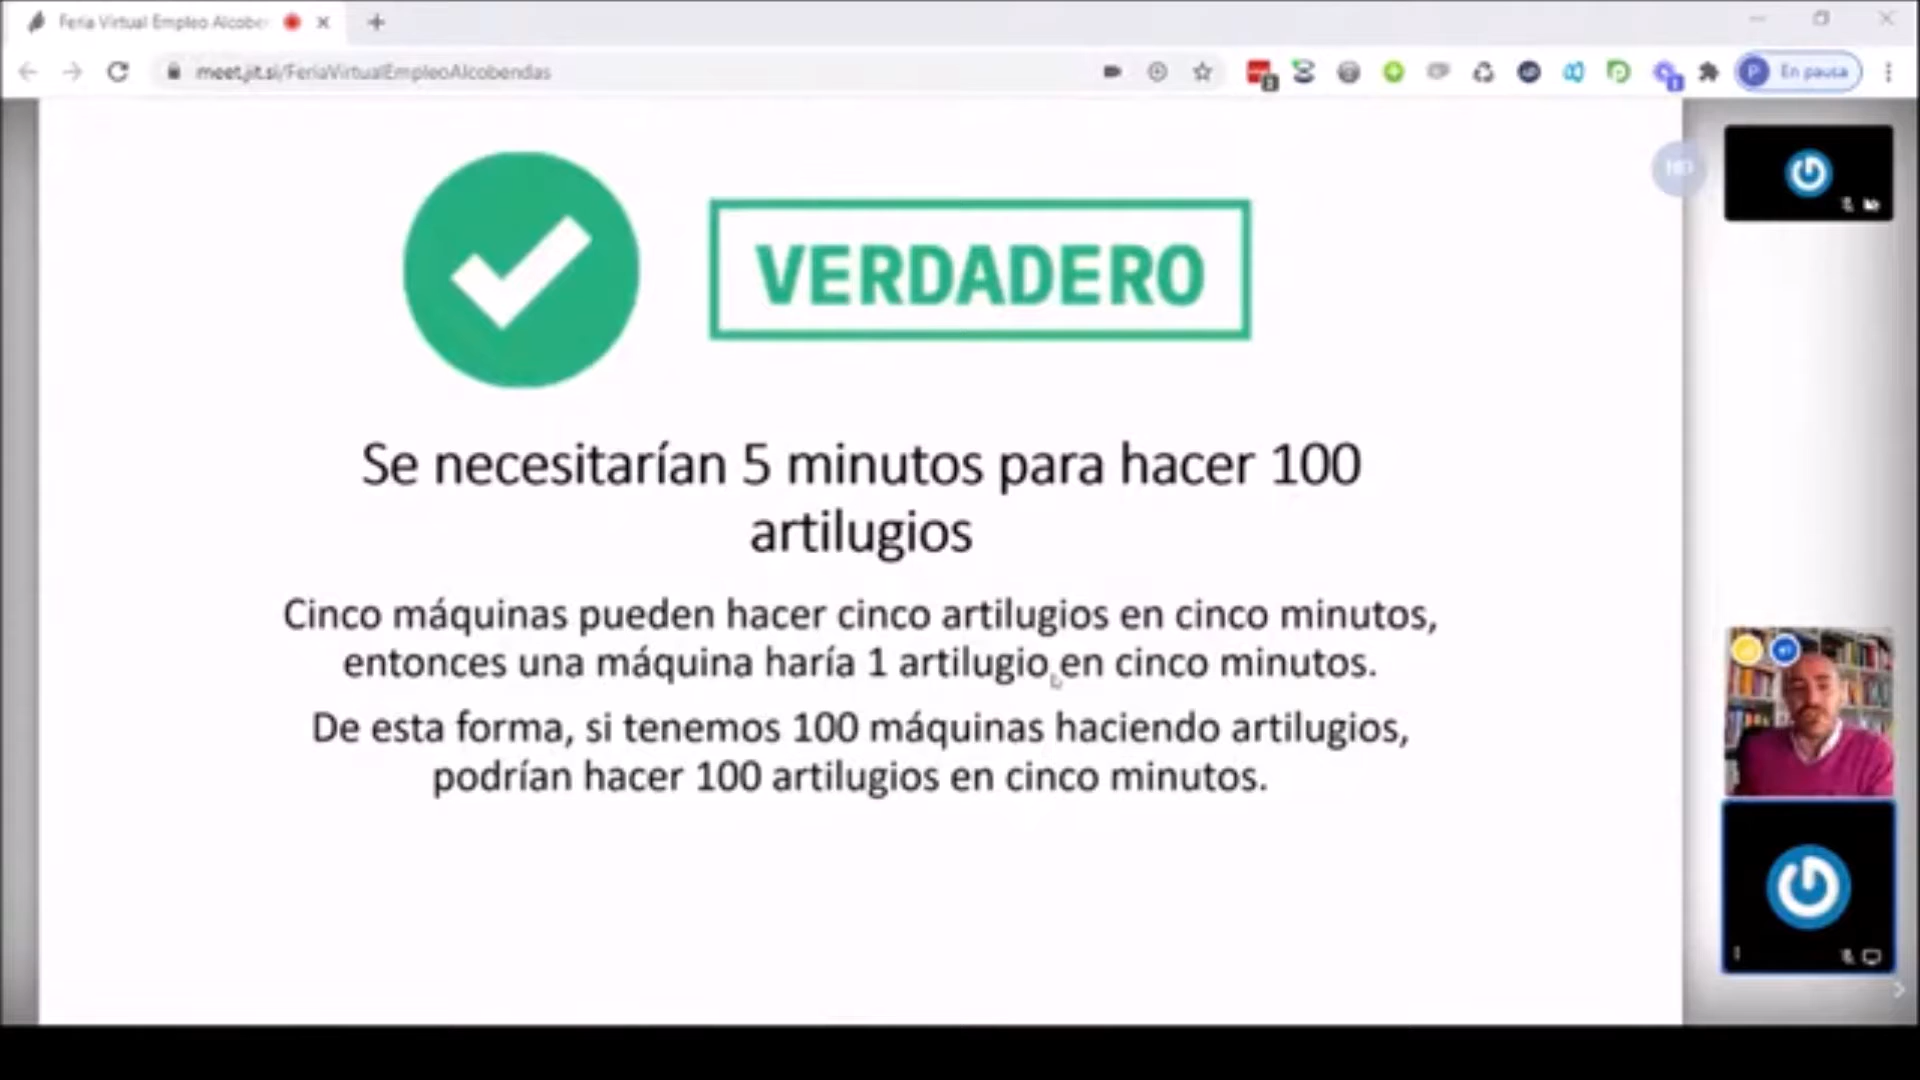 Feria Virtual Empleo Alcobe
meet.jit.si/FeriaVirtualEmpleoAlcobendas
P En pausa
HD
VERDADERO
Se necesitarían 5 minutos para hacer 100
artilugios
Cinco máquinas pueden hacer cinco artilugios en cinco minutos,
entonces una máquina haría 1 artilugio en cinco minutos.
De esta forma, si tenemos 100 máquinas haciendo artilugios,
podrían hacer 100 artilugios en cinco minutos.